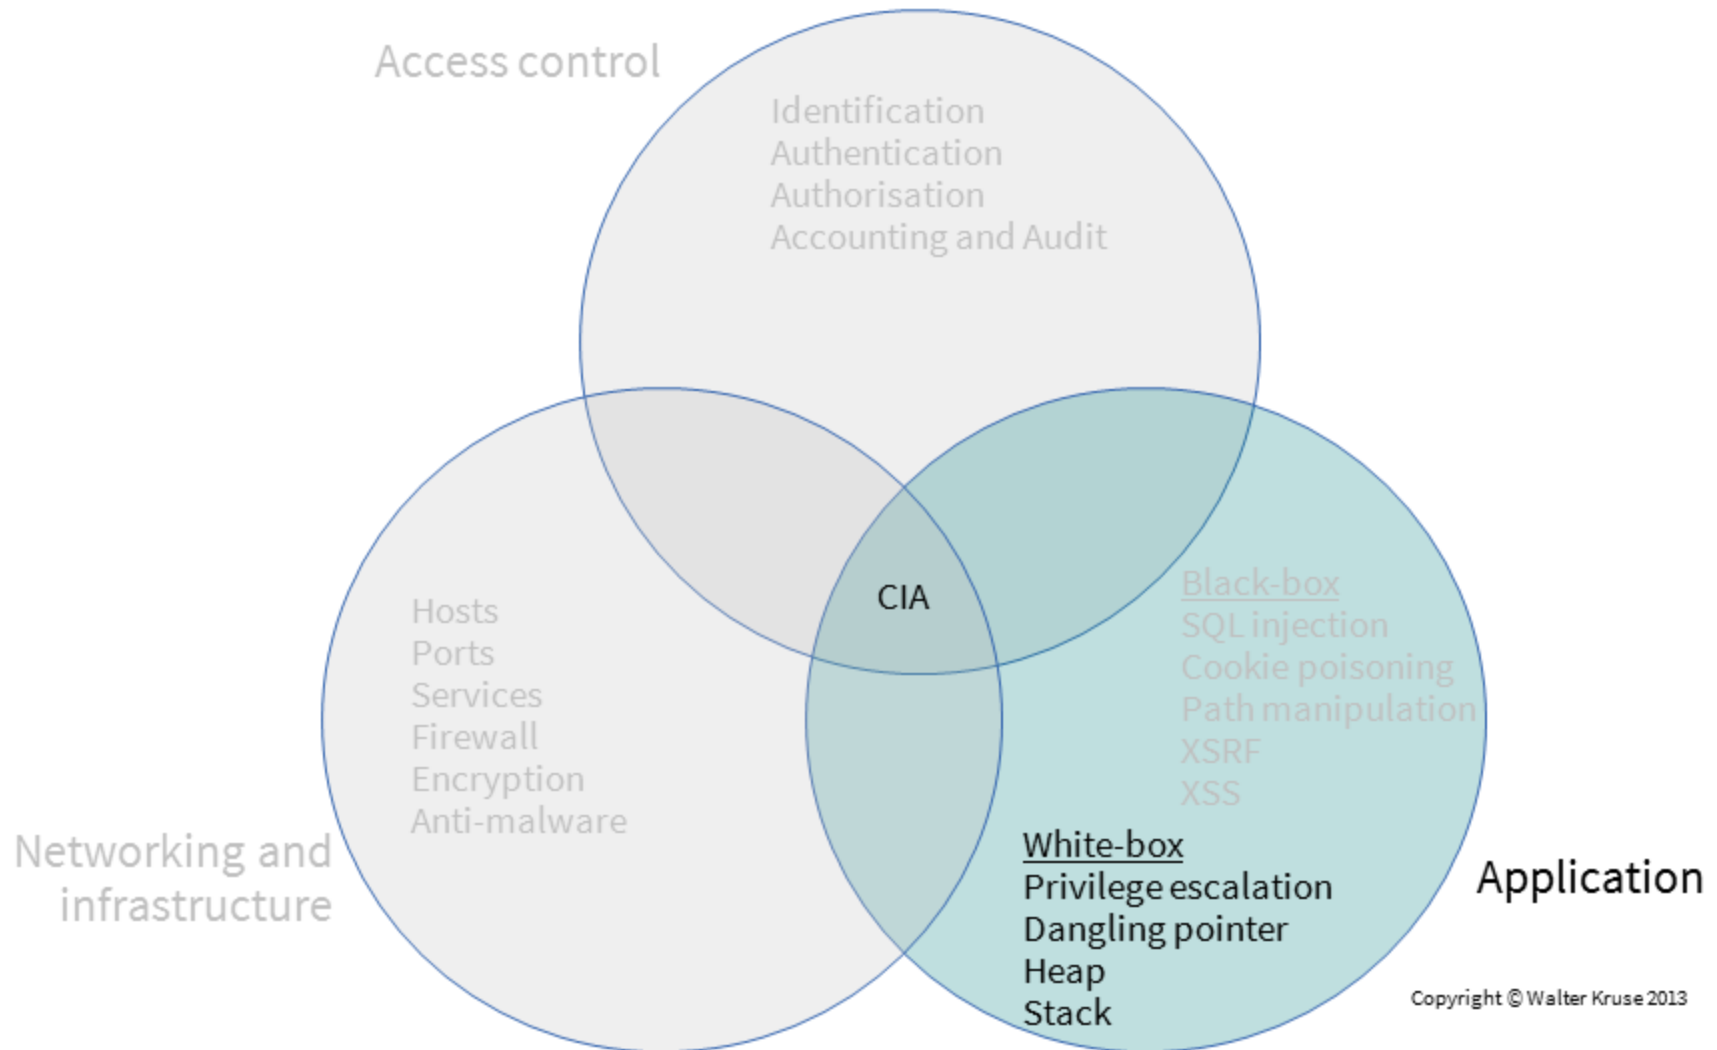 Access control
Identification
Authentication
Authorisation
Accounting and Audit
CIA
Hosts
Ports
Services
Firewall
Encryption
Anti-malware
Networking and
infrastructure
Black-box
SQL injection
Cookie poisoning
Path manipulation
XSRF
XSS
White-box
Privilege escalation
Dangling pointer
Heap
Stack
Application
Copyright © Walter Kruse 2013